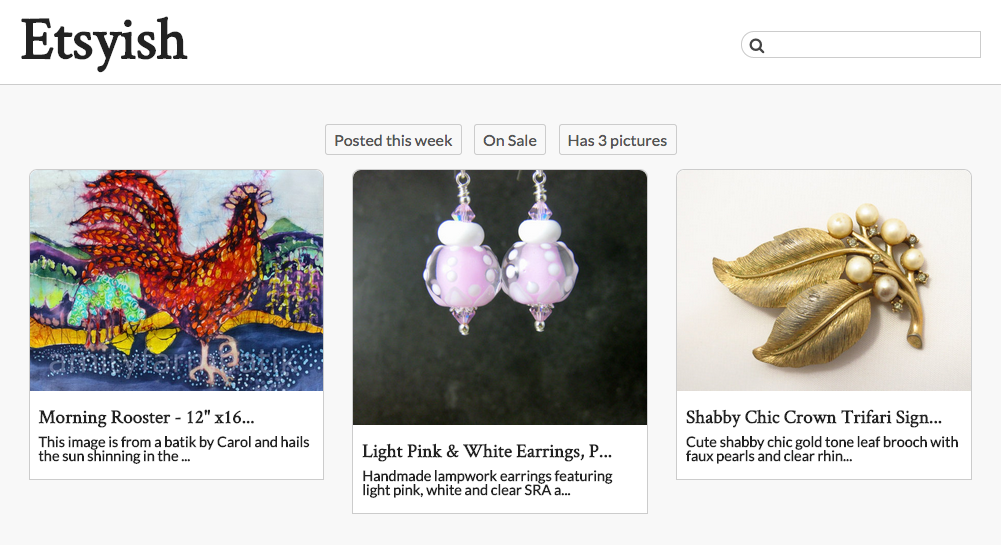 Etsyish
Posted this week
On Sale
Has 3 pictures
Morning Rooster - 12" x16...
This image is from a batik by Carol and hails
the sun shinning in the ...
Light Pink & White Earrings, P...
Handmade lampwork earrings featuring
light pink, white and clear SRA a...
Shabby Chic Crown Trifari Sign...
Cute shabby chic gold tone leaf brooch with
faux pearls and clear rhin...